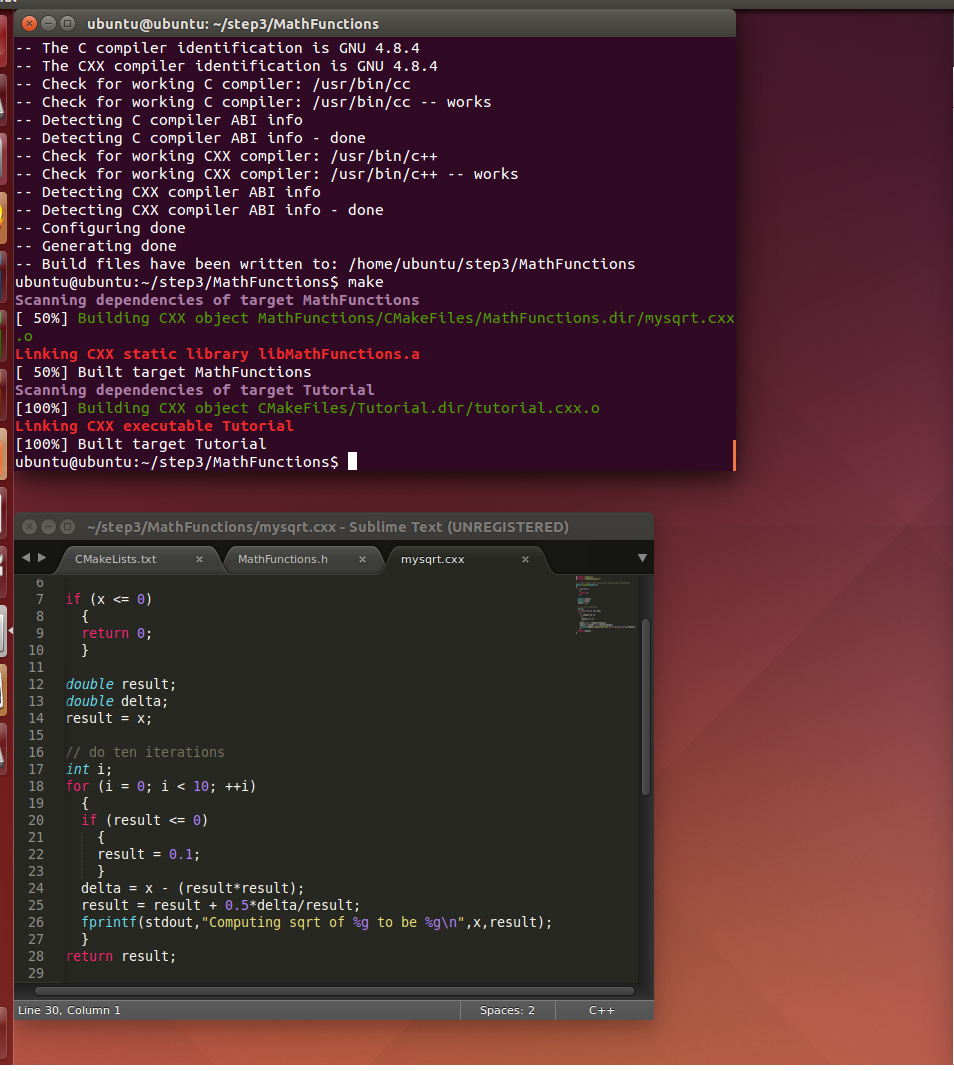 ubuntu@ubuntu: ~/step3/MathFunctions
-- The C compiler identification is GNU 4.8.4
-- The CXX compiler identification is GNU 4.8.4
-- Check for working C compiler: /usr/bin/cc
-- Check for working C compiler: /usr/bin/cc -- works
-- Detecting C compiler ABI info
-- Detecting C compiler ABI info - done
-- Check for working CXX compiler: /usr/bin/c++
-- Check for working CXX compiler: /usr/bin/c++ -- works
-- Detecting CXX compiler ABI info
-- Detecting CXX compiler ABI info - done
-- Configuring done
-- Generating done
-- Build files have been written to: /home/ubuntu/step3/MathFunctions
ubuntu@ubuntu:~/step3/MathFunctions$ make
Scanning dependencies of target MathFunctions
[ 50%] Building CXX object MathFunctions/CMakeFiles/MathFunctions.dir/mysqrt.cxx
.o
Linking CXX static library libMathFunctions.a
[ 50%] Built target MathFunctions
Scanning dependencies of target Tutorial
[100%] Building CXX object CMakeFiles/Tutorial.dir/tutorial.cxx.o
Linking CXX executable Tutorial
[100%] Built target Tutorial
ubuntu@ubuntu:~/step3/MathFunctions$
~/step3/MathFunctions/mysqrt.cxx - Sublime Text (UNREGISTERED)
CMakeLists.txt × MathFunctions.h × mysqrt.cxx ×
6
7 if (x <= 0)
8 {
9 return 0;
10 }
11
12 double result;
13 double delta;
14 result = x;
15
16 // do ten iterations
17 int i;
18 for (i = 0; i < 10; ++i)
19 {
20 if (result <= 0)
21 {
22 result = 0.1;
23 }
24 delta = x - (result*result);
25 result = result + 0.5*delta/result;
26 fprintf(stdout,"Computing sqrt of %g to be %g\n",x,result);
27 }
28 return result;
29
Line 30, Column 1 Spaces: 2 C++